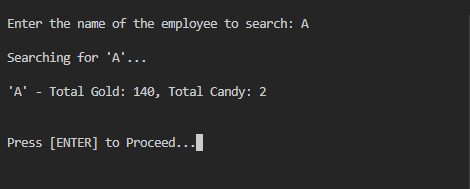 Enter the name of the employee to search: A
Searching for 'A'...
'A' - Total Gold: 140, Total Candy: 2
Press [ENTER] to Proceed...